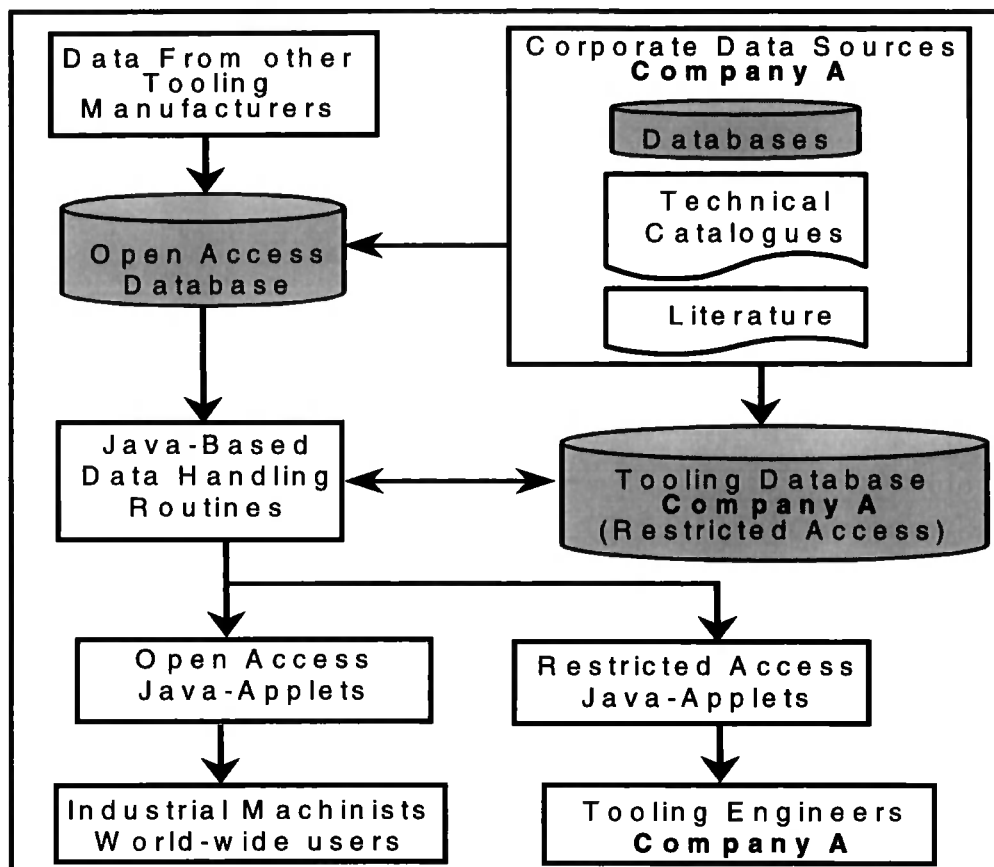 Data From other
Tooling
Manufacturers
Corporate Data Sources
Company A
Databases
Technical
Catalogues
Literature
Open Access
Database
Java-Based
Data Handling
Routines
Tooling Database
Company A
(Restricted Access)
Open Access
Java-Applets
Restricted Access
Java-Applets
Industrial Machinists
World-wide users
Tooling Engineers
Company A